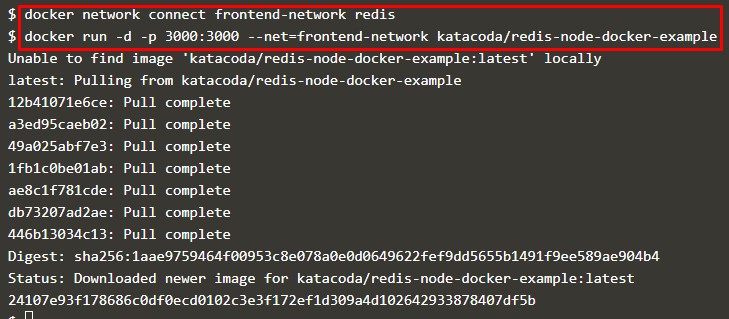 $ docker network connect frontend-network redis
$ docker run -d -p 3000:3000 --net=frontend-network katacoda/redis-node-docker-example
Unable to find image 'katacoda/redis-node-docker-example:latest' locally
latest: Pulling from katacoda/redis-node-docker-example
12b41071e6ce: Pull complete
a3ed95caeb02: Pull complete
49a025abf7e3: Pull complete
1fb1c0be01ab: Pull complete
ae8c1f781cde: Pull complete
db73207ad2ae: Pull complete
446b13034c13: Pull complete
Digest: sha256:1aae9759464f00953c8e078a0e0d0649622fef9dd5655b1491f9ee589ae904b4
Status: Downloaded newer image for katacoda/redis-node-docker-example:latest
24107e93f178686c0df0ecd0102c3e3f172ef1d309a4d102642933878407df5b
$